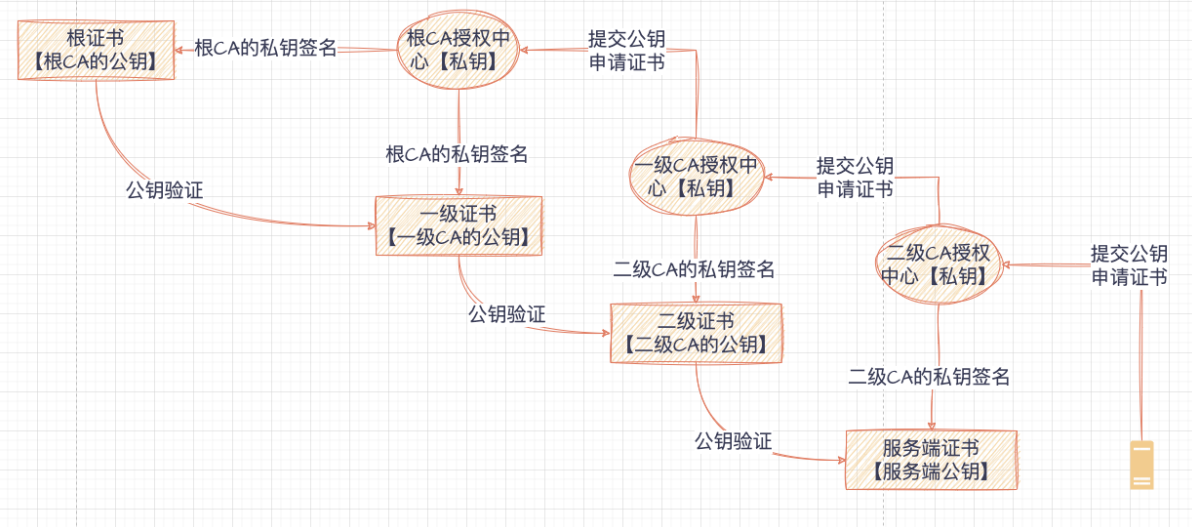 根证书
【根CA的公钥】
根CA的私钥签名
根CA授权中
心【私钥】
提交公钥
申请证书
根CA的私钥签名
一级CA授权中
心【私钥】
提交公钥
申请证书
公钥验证
一级证书
【一级CA的公钥】
二级CA的私钥签名
二级CA授权
中心【私钥】
提交公钥
申请证书
公钥验证
二级证书
【二级CA的公钥】
二级CA的私钥签名
公钥验证
服务端证书
【服务端公钥】